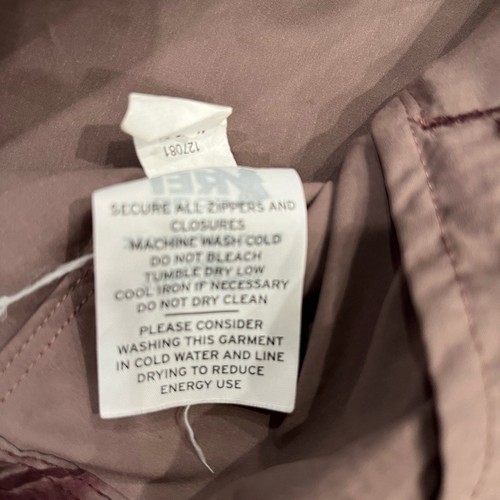 127081
REI
SECURE ALL ZIPPERS AND
CLOSURES
MACHINE WASH COLD
DO NOT BLEACH
TUMBLE DRY LOW
COOL IRON IF NECESSARY
DO NOT DRY CLEAN
PLEASE CONSIDER
WASHING THIS GARMENT
IN COLD WATER AND LINE
DRYING TO REDUCE
ENERGY USE